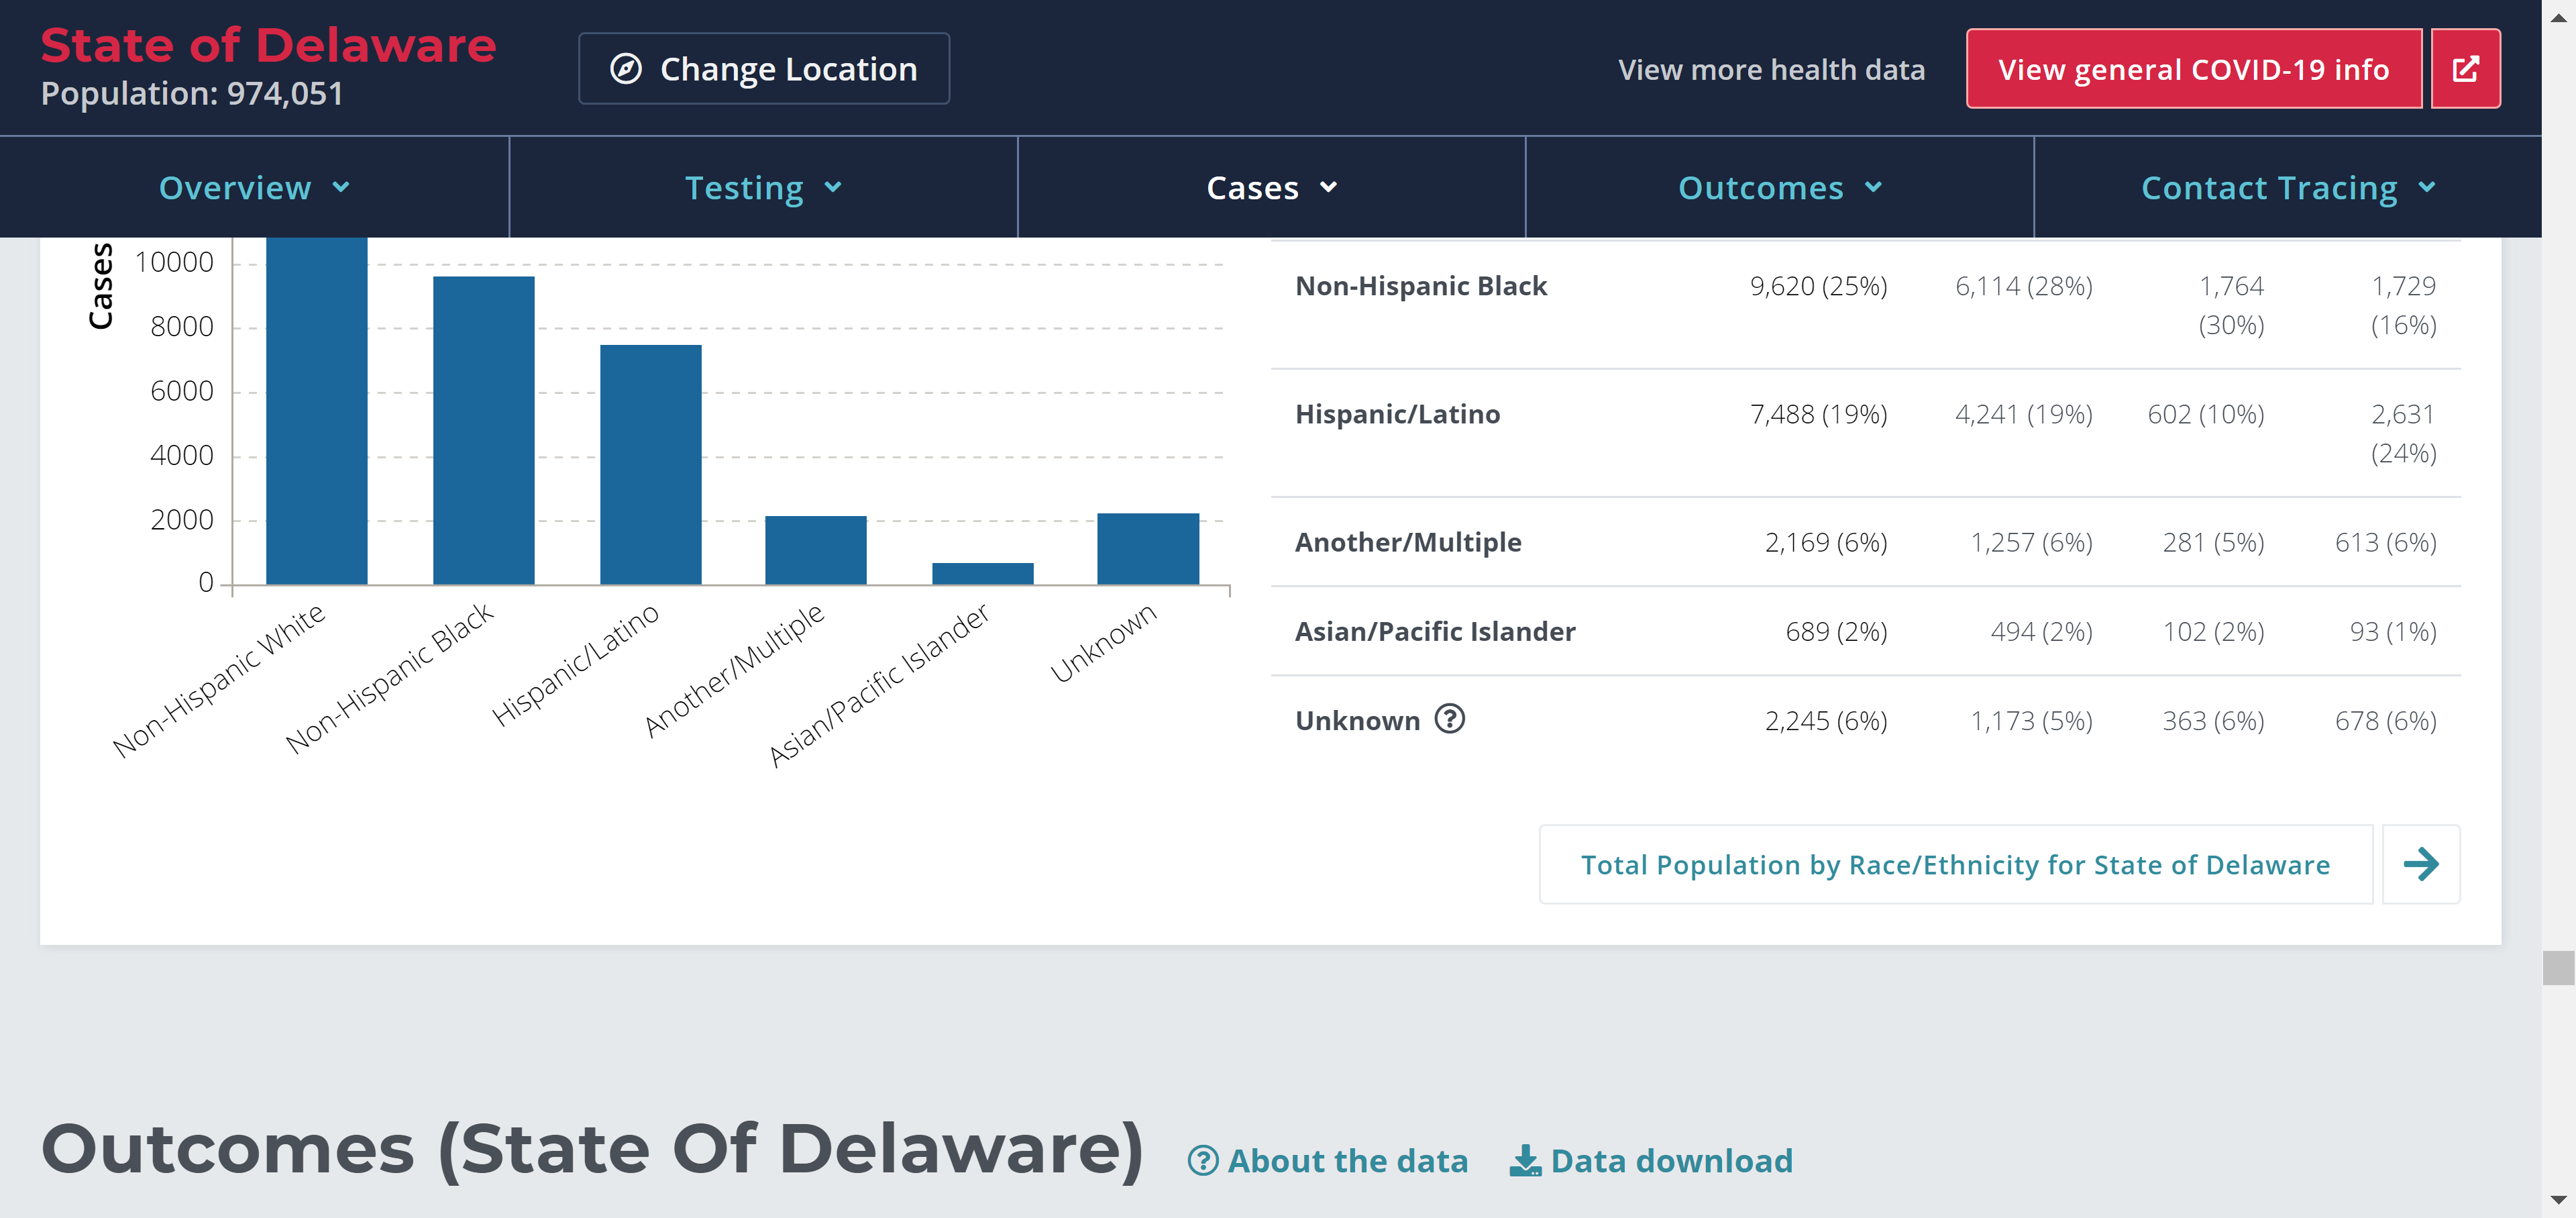 State of Delaware
Population: 974,051
Change Location
View more health data
View general COVID-19 info
Overview
Testing
Cases
Outcomes
Contact Tracing
Cases
10000
8000
6000
4000
2000
0
Non-Hispanic White
Non-Hispanic Black
Hispanic/Latino
Another/Multiple
Asian/Pacific Islander
Unknown
Non-Hispanic Black 9,620 (25%) 6,114 (28%) 1,764 1,729
(30%) (16%)
Hispanic/Latino 7,488 (19%) 4,241 (19%) 602 (10%) 2,631
(24%)
Another/Multiple 2,169 (6%) 1,257 (6%) 281 (5%) 613 (6%)
Asian/Pacific Islander 689 (2%) 494 (2%) 102 (2%) 93 (1%)
Unknown 2,245 (6%) 1,173 (5%) 363 (6%) 678 (6%)
Total Population by Race/Ethnicity for State of Delaware
Outcomes (State Of Delaware)
About the data
Data download